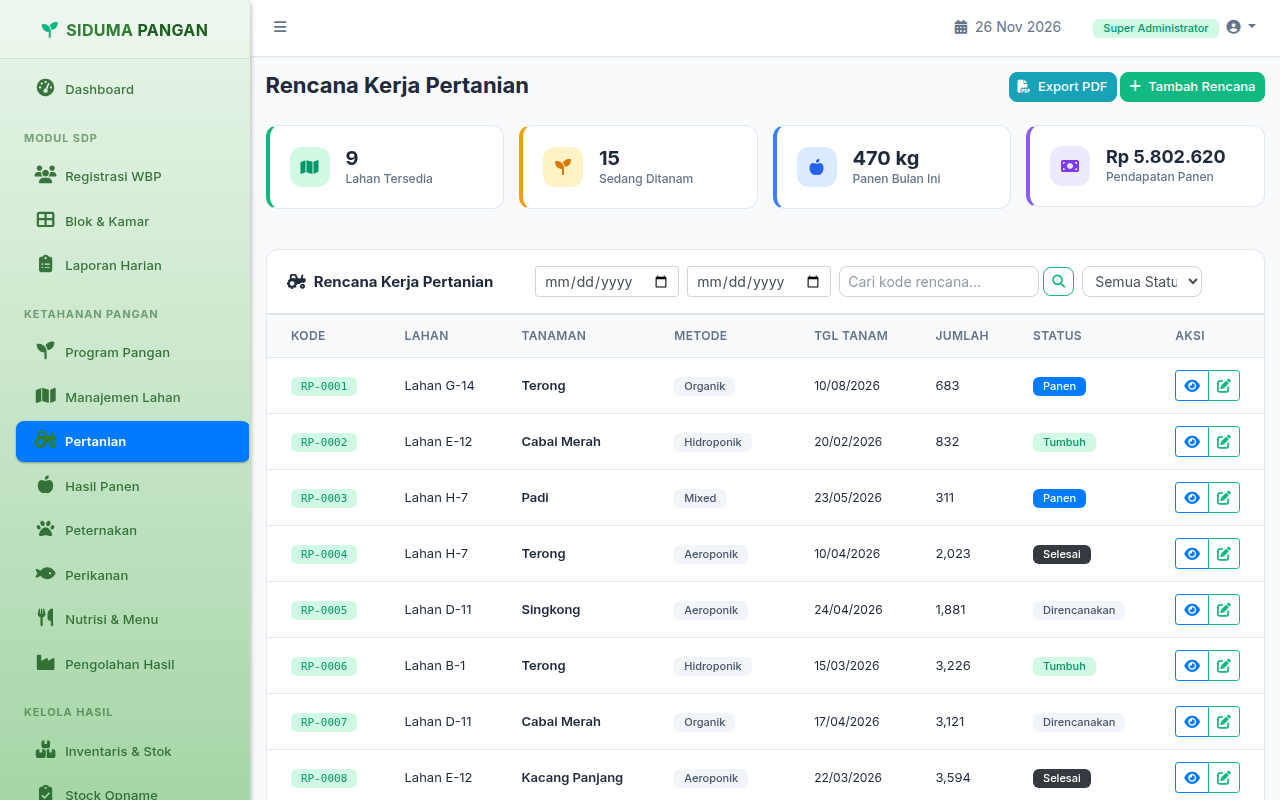 SIDUMA PANGAN
Dashboard
MODUL SDP
Registrasi WBP
Blok & Kamar
Laporan Harian
KETAHANAN PANGAN
Program Pangan
Manajemen Lahan
Pertanian
Hasil Panen
Peternakan
Perikanan
Nutrisi & Menu
Pengolahan Hasil
KELOLA HASIL
Inventaris & Stok
Stock Opname
26 Nov 2026 Super Administrator
Rencana Kerja Pertanian
Export PDF
Tambah Rencana
9
Lahan Tersedia
15
Sedang Ditanam
470 kg
Panen Bulan Ini
Rp 5.802.620
Pendapatan Panen
Rencana Kerja Pertanian mm/dd/yyyy mm/dd/yyyy Cari kode rencana... Semua Statu
KODE LAHAN TANAMAN METODE TGL TANAM JUMLAH STATUS AKSI
RP-0001 Lahan G-14 Terong Organik 10/08/2026 683 Panen
RP-0002 Lahan E-12 Cabai Merah Hidroponik 20/02/2026 832 Tumbuh
RP-0003 Lahan H-7 Padi Mixed 23/05/2026 311 Panen
RP-0004 Lahan H-7 Terong Aeroponik 10/04/2026 2,023 Selesai
RP-0005 Lahan D-11 Singkong Aeroponik 24/04/2026 1,881 Direncanakan
RP-0006 Lahan B-1 Terong Hidroponik 15/03/2026 3,226 Tumbuh
RP-0007 Lahan D-11 Cabai Merah Organik 17/04/2026 3,121 Direncanakan
RP-0008 Lahan E-12 Kacang Panjang Aeroponik 22/03/2026 3,594 Selesai